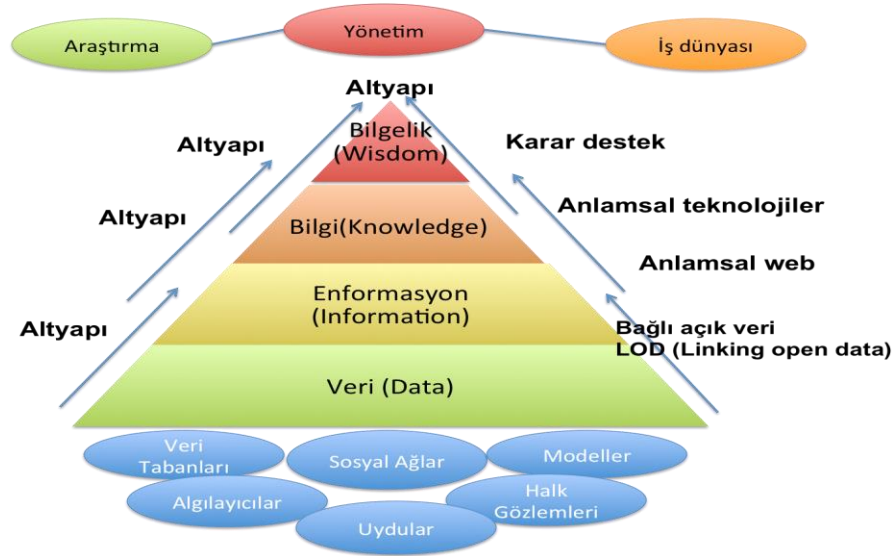 Araştırma
Yönetim
İş dünyası
Altyapı
Bilgelik
(Wisdom)
Altyapı
Karar destek
Altyapı
Bilgi(Knowledge)
Anlamsal teknolojiler
Anlamsal web
Enformasyon
(Information)
Altyapı
Bağlı açık veri
LOD (Linking open data)
Veri (Data)
Veri
Tabanları
Sosyal Ağlar
Modeller
Algılayıcılar
Halk
Gözlemleri
Uydular